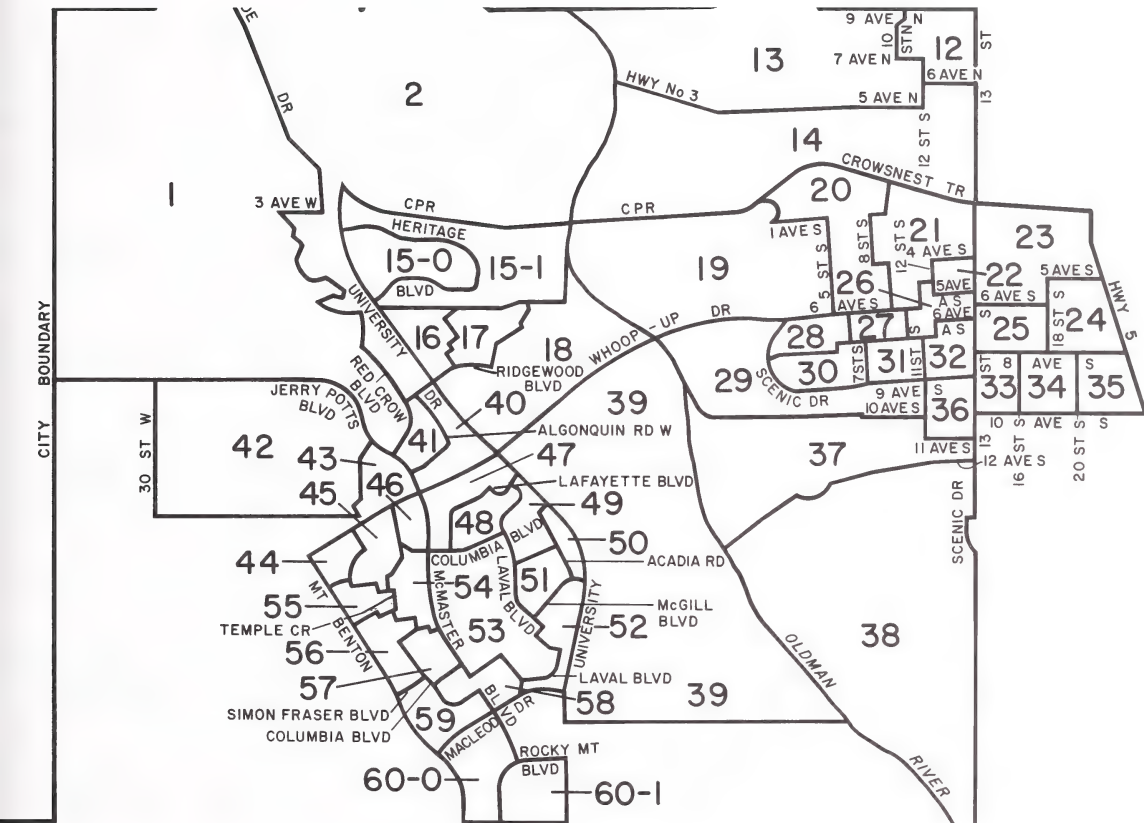 9 AVE N
N
DE
10
STN
12
ST
13
7 AVE N
2
DR
HWY No 3
6 AVE N
5 AVE N
13
12 ST S
14
CROWSNEST TR
1
3 AVE W
20
CPR
CPR
HERITAGE
1 AVE S
8 ST S
12 ST S
21
4 AVE S
23
15-0
15-1
19
5 ST S
22
5 AVE S
BLVD
26
5 AVE
HWY 5
UNIVERSITY
DR
6 AVE S
A S
6 AVE
6 AVE S
S
24
CITY BOUNDARY
16
17
18
WHOOP-UP DR
28
27
S
A S
25
18 ST S
RIDGEWOOD
BLVD
29
30
7 ST S
31
11 ST
32
ST
8 AVE S
RED CROW
BLVD
SCENIC DR
33
34
35
JERRY POTTS
BLVD
DR
40
39
9 AVE S
10 AVE S
36
10 AVE S
41
ALGONQUIN RD W
30 ST W
42
43
47
37
11 AVE S
13
12 AVE S
16 ST S
20 ST S
45
46
LAFAYETTE BLVD
48
49
SCENIC DR
BLVD
50
COLUMBIA
44
LAVAL BLVD
51
ACADIA RD
MT BENTON
McMASTER
54
55
McGILL
BLVD
TEMPLE CR
53
UNIVERSITY
52
38
56
OLDMAN RIVER
57
LAVAL BLVD
39
58
SIMON FRASER BLVD
59
BLVD
COLUMBIA BLVD
MACLEOD DR
ROCKY MT
BLVD
60-0
60-1